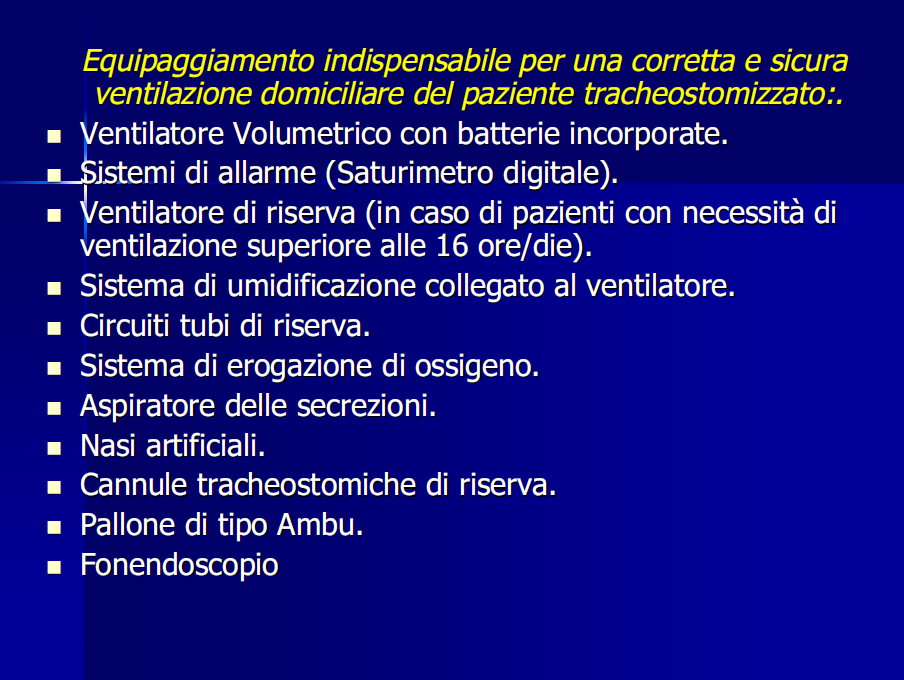 Equipaggiamento indispensabile per una corretta e sicura
ventilazione domiciliare del paziente tracheostomizzato:.
Ventilatore Volumetrico con batterie incorporate.
Sistemi di allarme (Saturimetro digitale).
Ventilatore di riserva (in caso di pazienti con necessità di
ventilazione superiore alle 16 ore/die).
Sistema di umidificazione collegato al ventilatore.
Circuiti tubi di riserva.
Sistema di erogazione di ossigeno.
Aspiratore delle secrezioni.
Nasi artificiali.
Cannule tracheostomiche di riserva.
Pallone di tipo Ambu.
Fonendoscopio